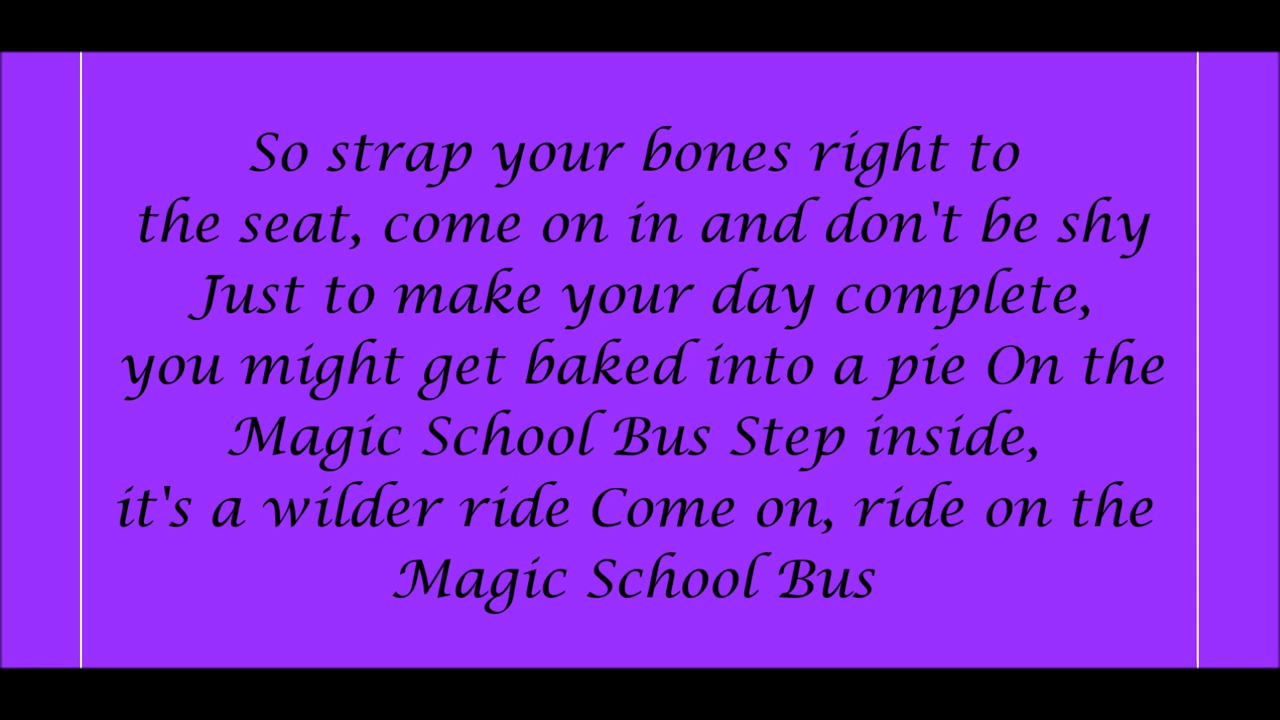 So strap your bones right to
the seat, come on in and don't be shy
Just to make your day complete,
you might get baked into a pie On the
Magic School Bus Step inside,
it's a wilder ride Come on, ride on the
Magic School Bus